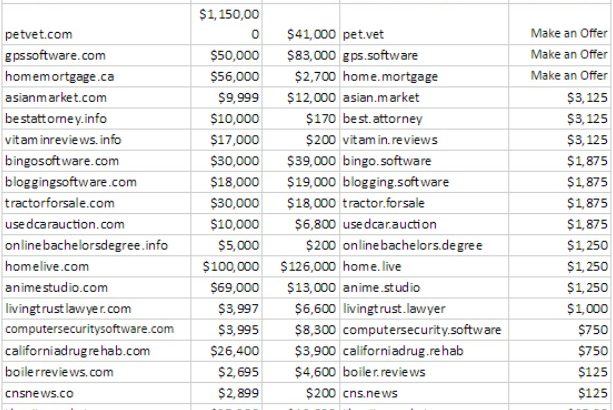 $1,150,00
petvet.com 0 $41,000 pet.vet Make an Offer
gpssoftware.com $50,000 $83,000 gps.software Make an Offer
homemortgage.ca $56,000 $2,700 home.mortgage Make an Offer
asianmarket.com $9,999 $12,000 asian.market $3,125
bestattorney.info $10,000 $170 best.attorney $3,125
vitaminreviews.info $17,000 $200 vitamin.reviews $3,125
bingosoftware.com $30,000 $39,000 bingo.software $1,875
bloggingsoftware.com $18,000 $19,000 blogging.software $1,875
tractorforsale.com $30,000 $18,000 tractor.forsale $1,875
usedcarauction.com $10,000 $6,800 usedcar.auction $1,875
onlinebachelorsdegree.info $5,000 $200 onlinebachelors.degree $1,250
homelive.com $100,000 $126,000 home.live $1,250
animestudio.com $69,000 $13,000 anime.studio $1,250
livingtrustlawyer.com $3,997 $6,600 livingtrust.lawyer $1,000
computersecuritysoftware.com $3,995 $8,300 computersecurity.software $750
californiadrugrehab.com $26,400 $3,900 californiadrug.rehab $750
boilerreviews.com $2,695 $4,600 boiler.reviews $125
cnsnews.co $2,899 $200 cns.news $125